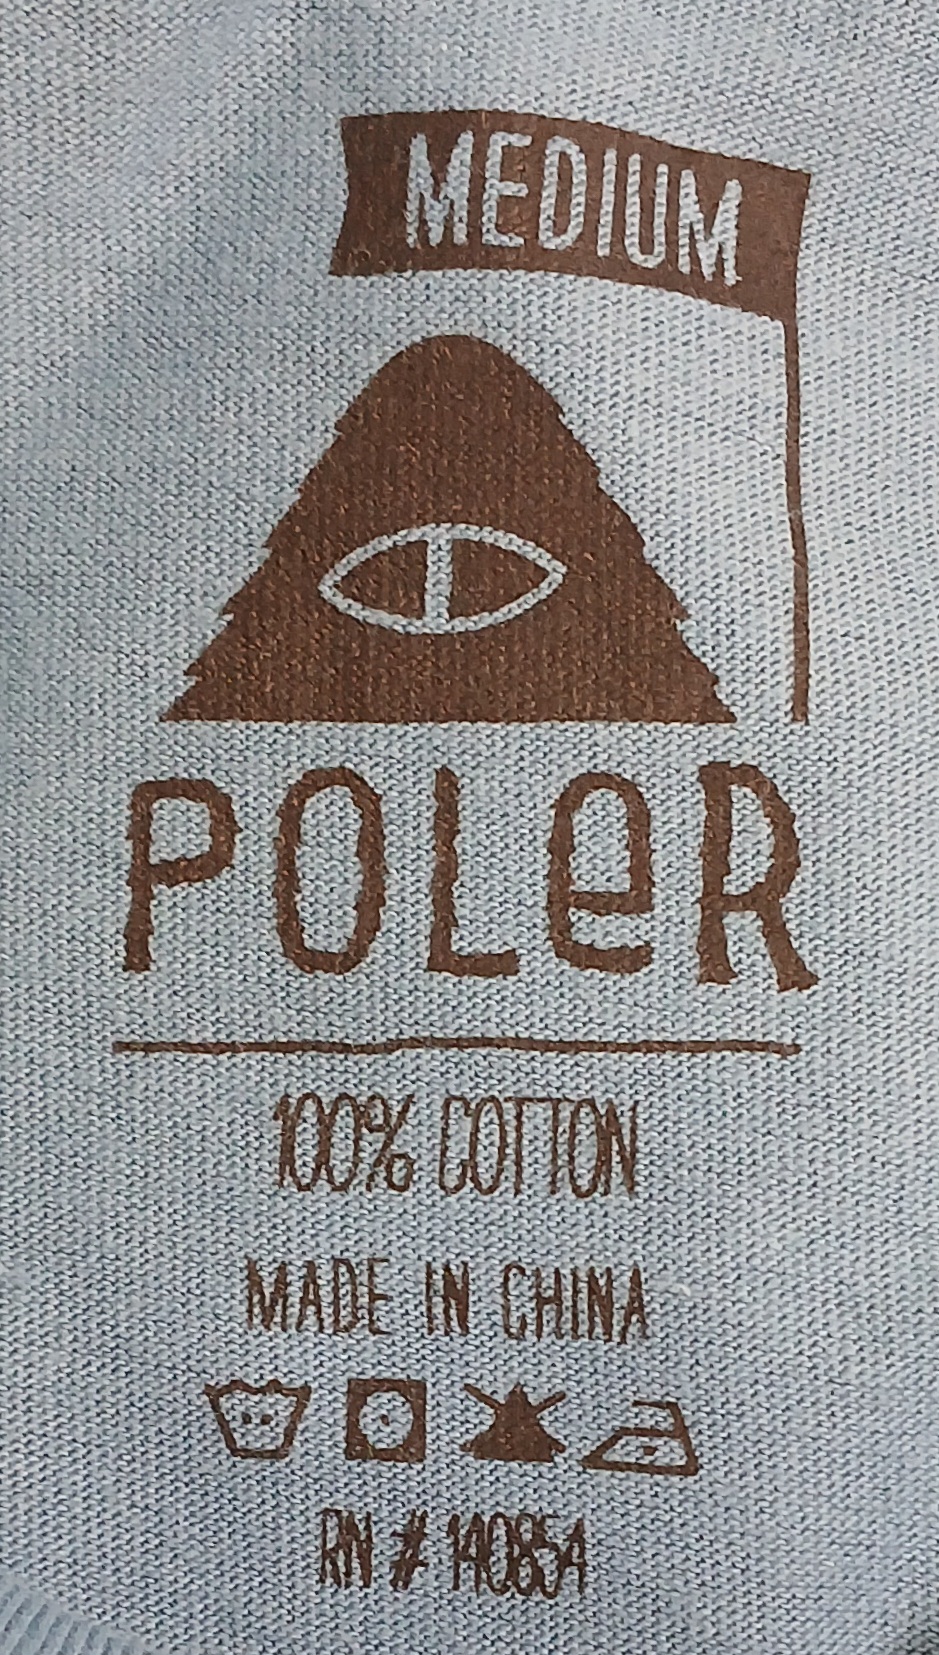 MEDIUM
POLeR
100% COTTON
MADE IN CHINA
RN # 140854